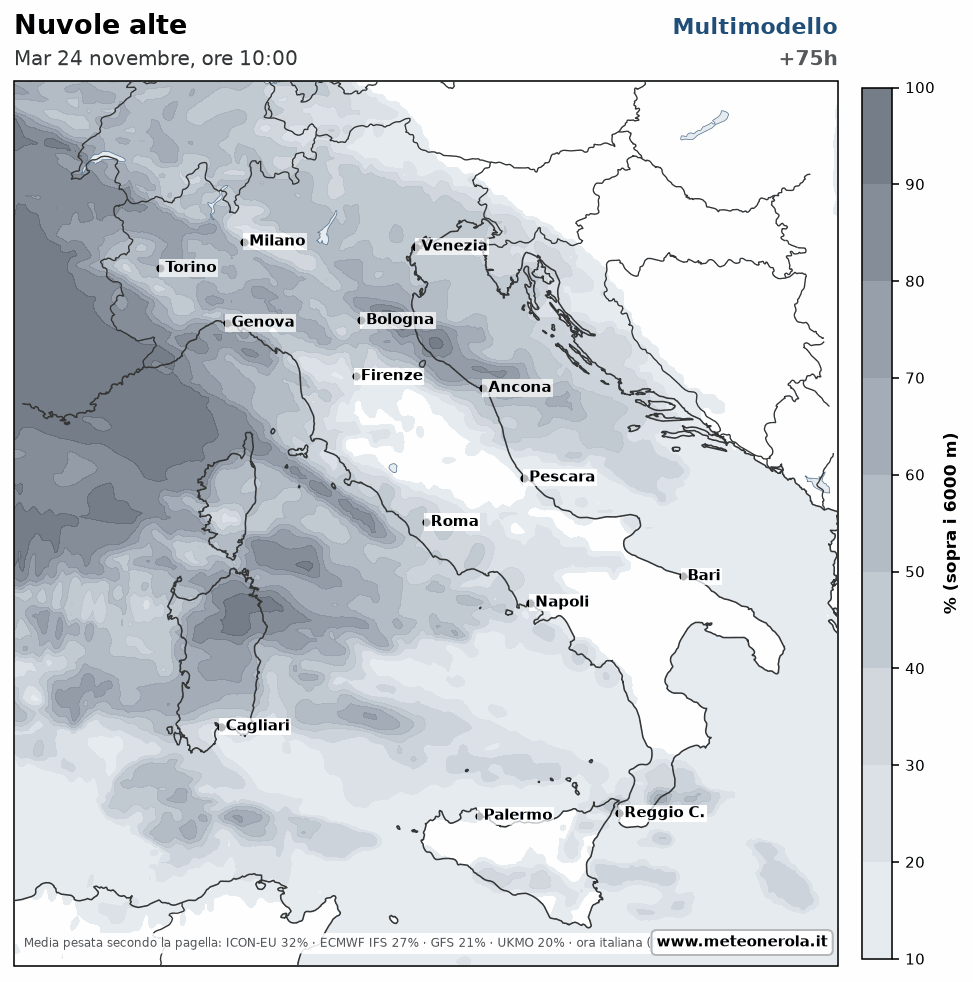 Nuvole alte
Multimodello
Mar 24 novembre, ore 10:00
+75h
100
90
80
70
60
50
40
30
20
10
% (sopra i 6000 m)
Venezia
Milano
Torino
Bologna
Genova
Firenze
Ancona
Pescara
Roma
Bari
Napoli
Cagliari
Palermo
Reggio C.
Media pesata secondo la pagella: ICON-EU 32% · ECMWF IFS 27% · GFS 21% · UKMO 20% · ora italiana (
www.meteonerola.it